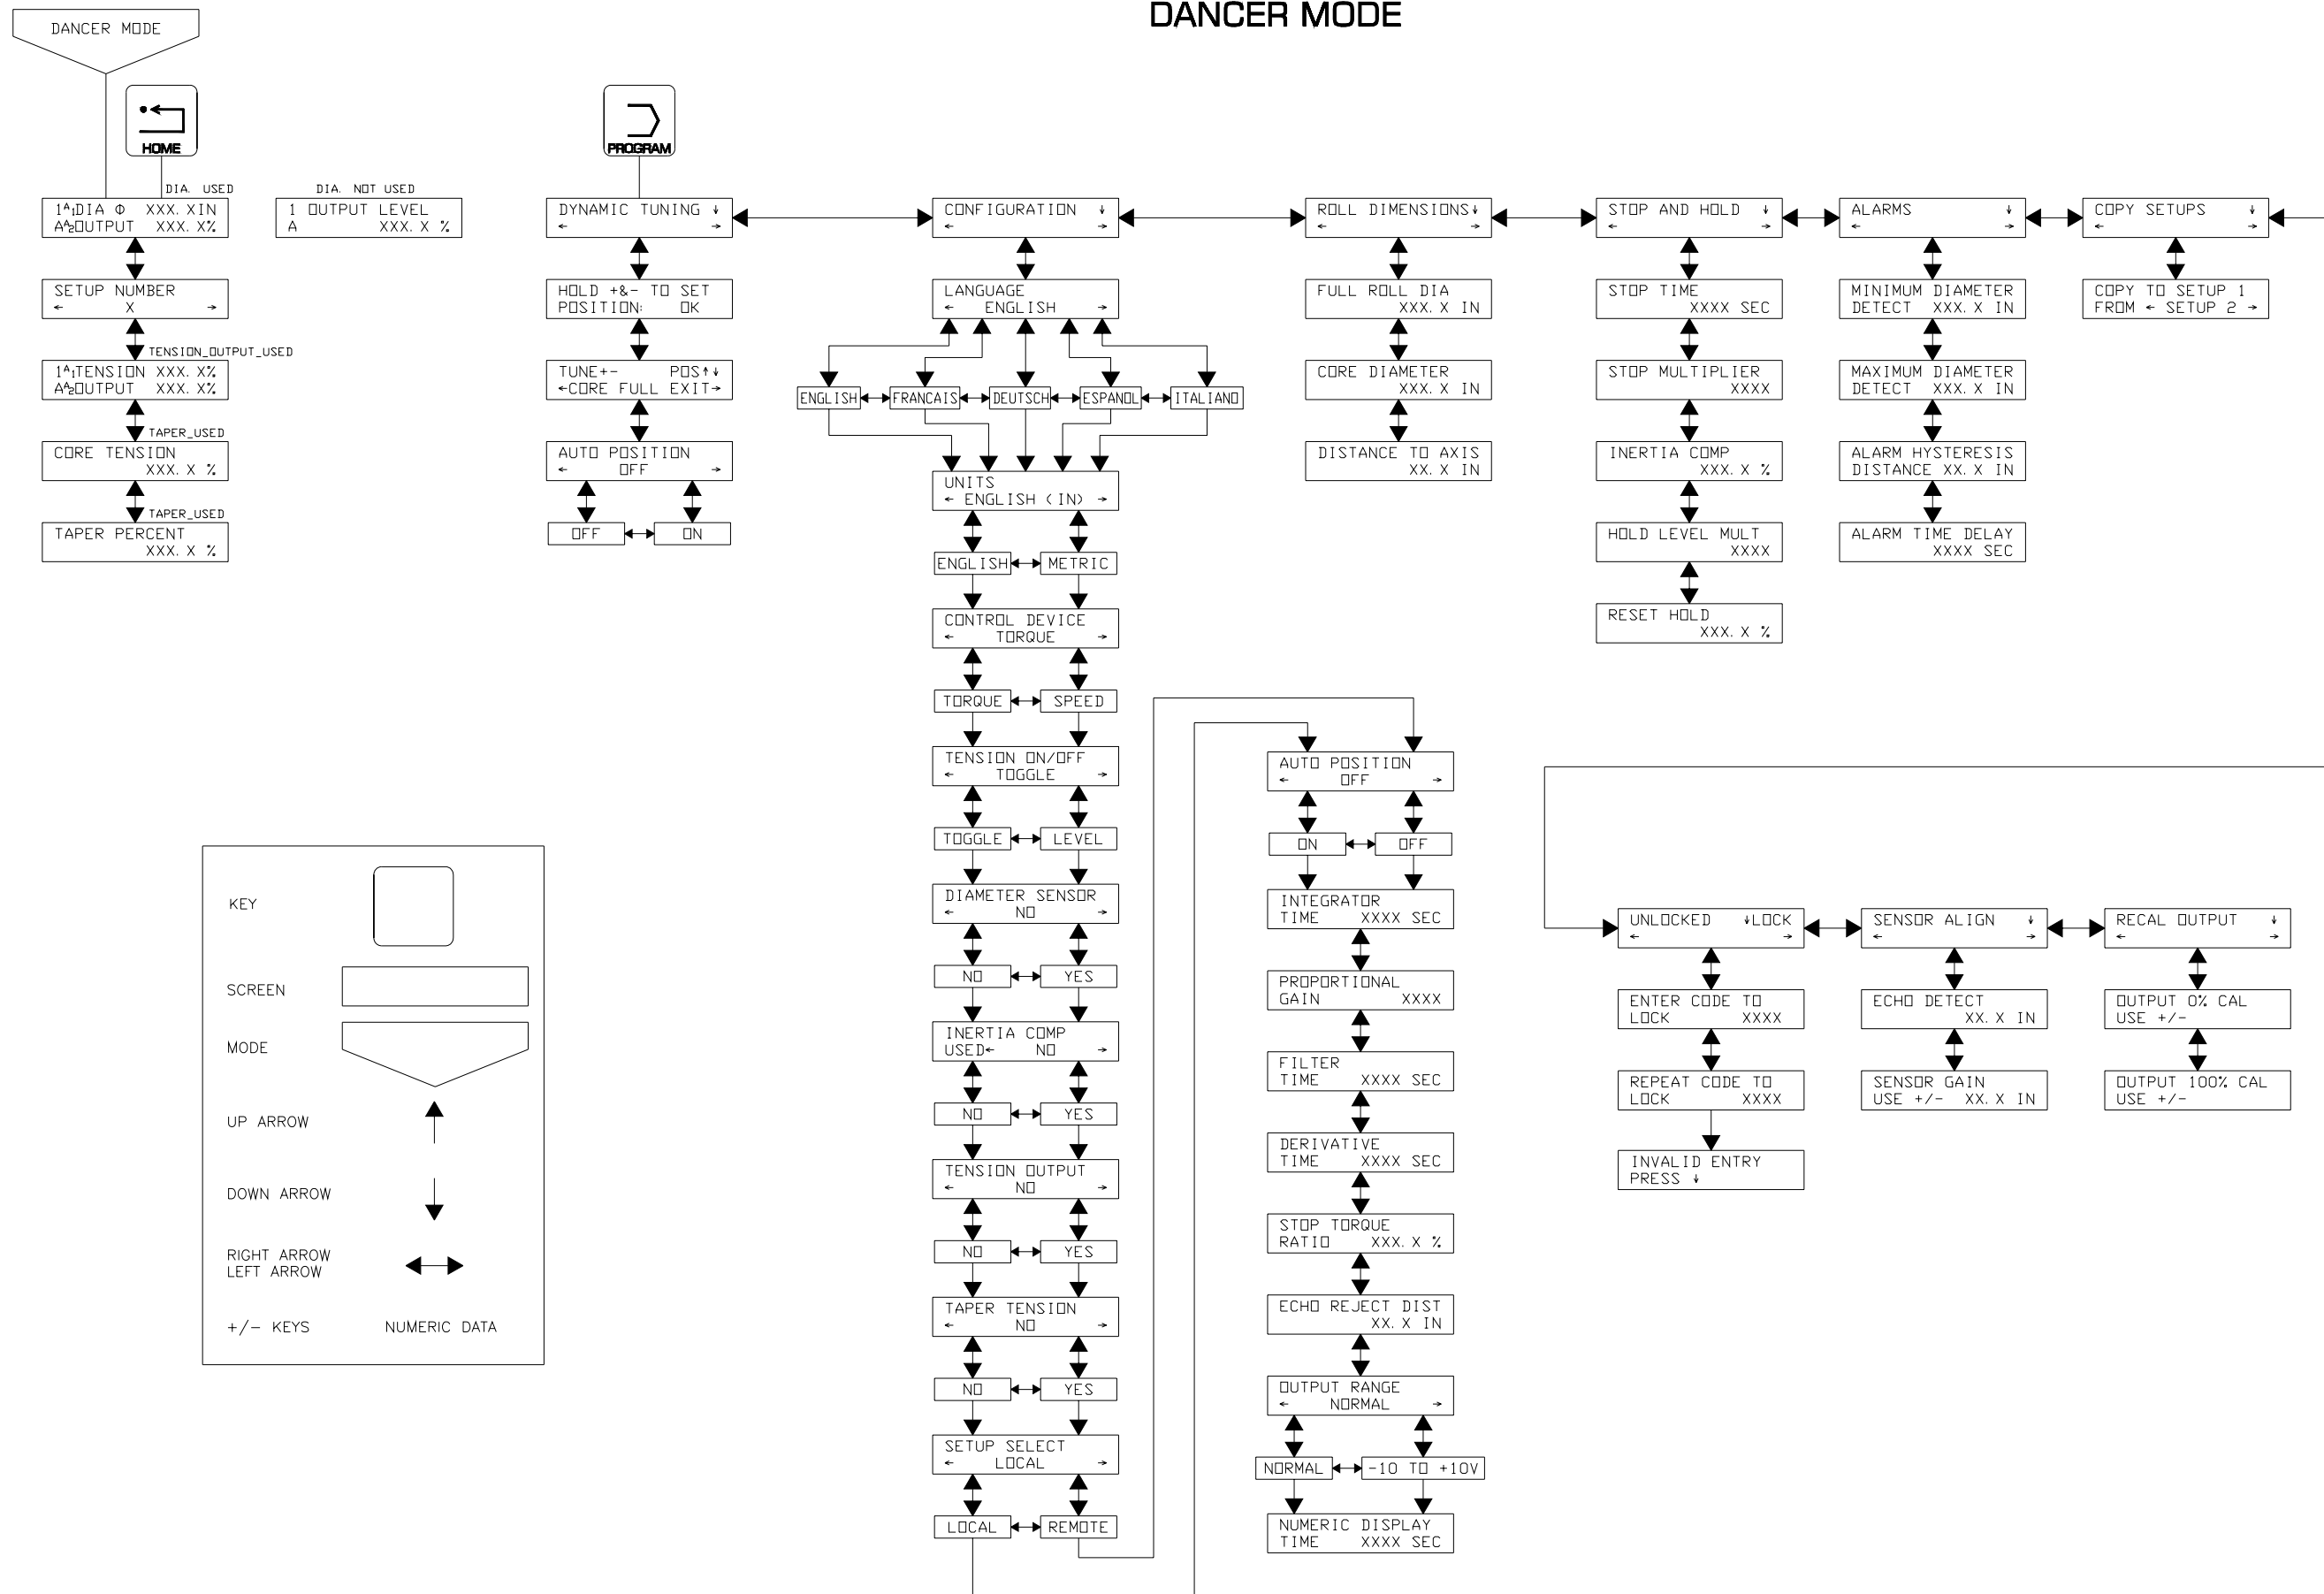 DANCER MODE
DANCER MODE
HOME
DIA. USED
1A1DIA Φ XXX. XIN
AA2OUTPUT XXX. X%
SETUP NUMBER
← X →
TENSION_OUTPUT_USED
1A1TENSION XXX. X%
AA2OUTPUT XXX. X%
TAPER_USED
CORE TENSION
XXX. X %
TAPER_USED
TAPER PERCENT
XXX. X %
DIA. NOT USED
1 OUTPUT LEVEL
A XXX. X %
PROGRAM
DYNAMIC TUNING ↓
← →
HOLD +&- TO SET
POSITION: OK
TUNE+- POS↑↓
←CORE FULL EXIT→
AUTO POSITION
← OFF →
OFF
ON
CONFIGURATION ↓
← →
LANGUAGE
← ENGLISH →
ENGLISH
FRANCAIS
DEUTSCH
ESPANOL
ITALIANO
UNITS
← ENGLISH (IN) →
ENGLISH
METRIC
CONTROL DEVICE
← TORQUE →
TORQUE
SPEED
TENSION ON/OFF
← TOGGLE →
TOGGLE
LEVEL
DIAMETER SENSOR
← NO →
NO
YES
INERTIA COMP
USED← NO →
NO
YES
TENSION OUTPUT
← NO →
NO
YES
TAPER TENSION
← NO →
NO
YES
SETUP SELECT
← LOCAL →
LOCAL
REMOTE
AUTO POSITION
← OFF →
ON
OFF
INTEGRATOR
TIME XXXX SEC
PROPORTIONAL
GAIN XXXX
FILTER
TIME XXXX SEC
DERIVATIVE
TIME XXXX SEC
STOP TORQUE
RATIO XXX. X %
ECHO REJECT DIST
XX. X IN
OUTPUT RANGE
← NORMAL →
NORMAL
-10 TO +10V
NUMERIC DISPLAY
TIME XXXX SEC
ROLL DIMENSIONS↓
← →
FULL ROLL DIA
XXX. X IN
CORE DIAMETER
XXX. X IN
DISTANCE TO AXIS
XX. X IN
STOP AND HOLD ↓
← →
STOP TIME
XXXX SEC
STOP MULTIPLIER
XXXX
INERTIA COMP
XXX. X %
HOLD LEVEL MULT
XXXX
RESET HOLD
XXX. X %
ALARMS ↓
← →
MINIMUM DIAMETER
DETECT XXX. X IN
MAXIMUM DIAMETER
DETECT XXX. X IN
ALARM HYSTERESIS
DISTANCE XX. X IN
ALARM TIME DELAY
XXXX SEC
COPY SETUPS ↓
← →
COPY TO SETUP 1
FROM ← SETUP 2 →
UNLOCKED ↓LOCK
← →
ENTER CODE TO
LOCK XXXX
REPEAT CODE TO
LOCK XXXX
INVALID ENTRY
PRESS ↓
SENSOR ALIGN ↓
← →
ECHO DETECT
XX. X IN
SENSOR GAIN
USE +/- XX. X IN
RECAL OUTPUT ↓
← →
OUTPUT 0% CAL
USE +/-
OUTPUT 100% CAL
USE +/-
KEY
SCREEN
MODE
UP ARROW
DOWN ARROW
RIGHT ARROW
LEFT ARROW
+/- KEYS NUMERIC DATA